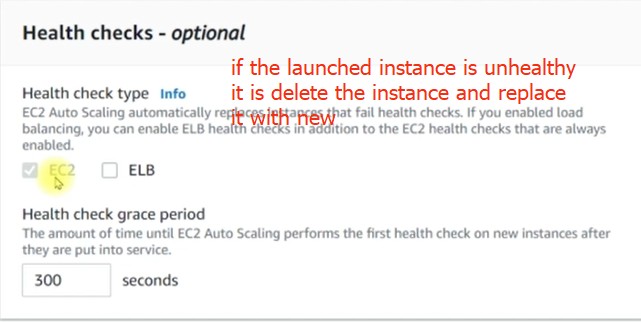 Health checks - optional
if the launched instance is unhealthy
it is delete the instance and replace
it with new
Health check type Info
EC2 Auto Scaling automatically replaces instances that fail health checks. If you enabled load
balancing, you can enable ELB health checks in addition to the EC2 health checks that are always
enabled.
EC2 ELB
Health check grace period
The amount of time until EC2 Auto Scaling performs the first health check on new instances after
they are put into service.
300 seconds